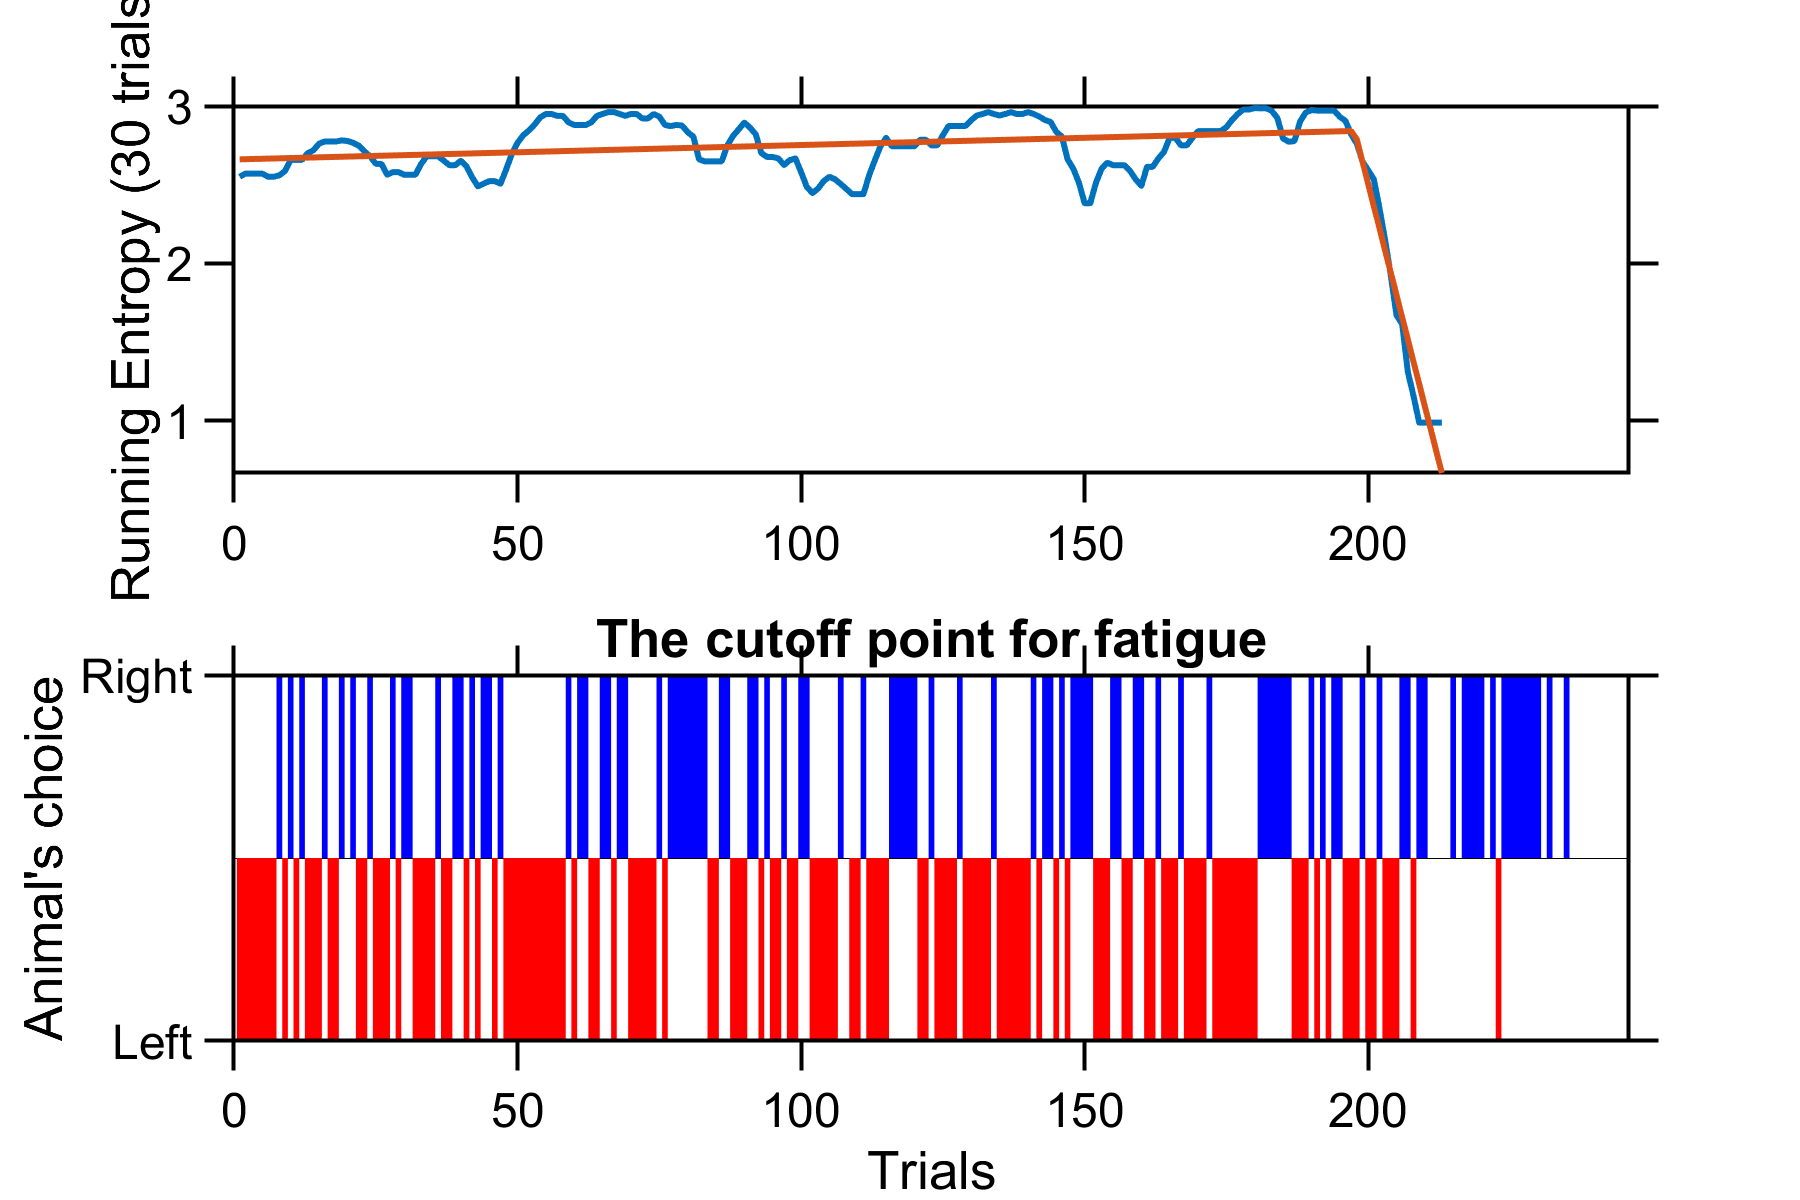 Running Entropy (30 trials
3
2
1
0 50 100 150 200
The cutoff point for fatigue
Animal's choice
Right
Left
0 50 100 150 200
Trials